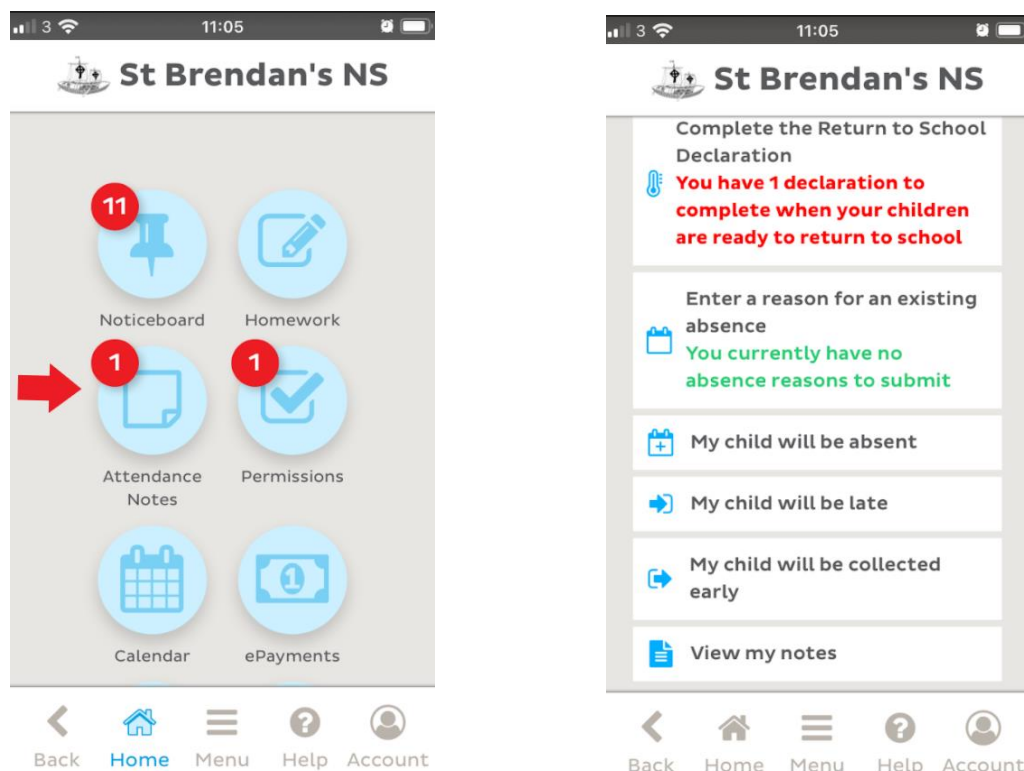 3 11:05
St Brendan's NS
11
Noticeboard Homework
1 1
Attendance Permissions
Notes
1
Calendar ePayments
Back Home Menu Help Account
3 11:05
St Brendan's NS
Complete the Return to School
Declaration
You have 1 declaration to
complete when your children
are ready to return to school
Enter a reason for an existing
absence
You currently have no
absence reasons to submit
My child will be absent
My child will be late
My child will be collected
early
View my notes
Back Home Menu Help Account